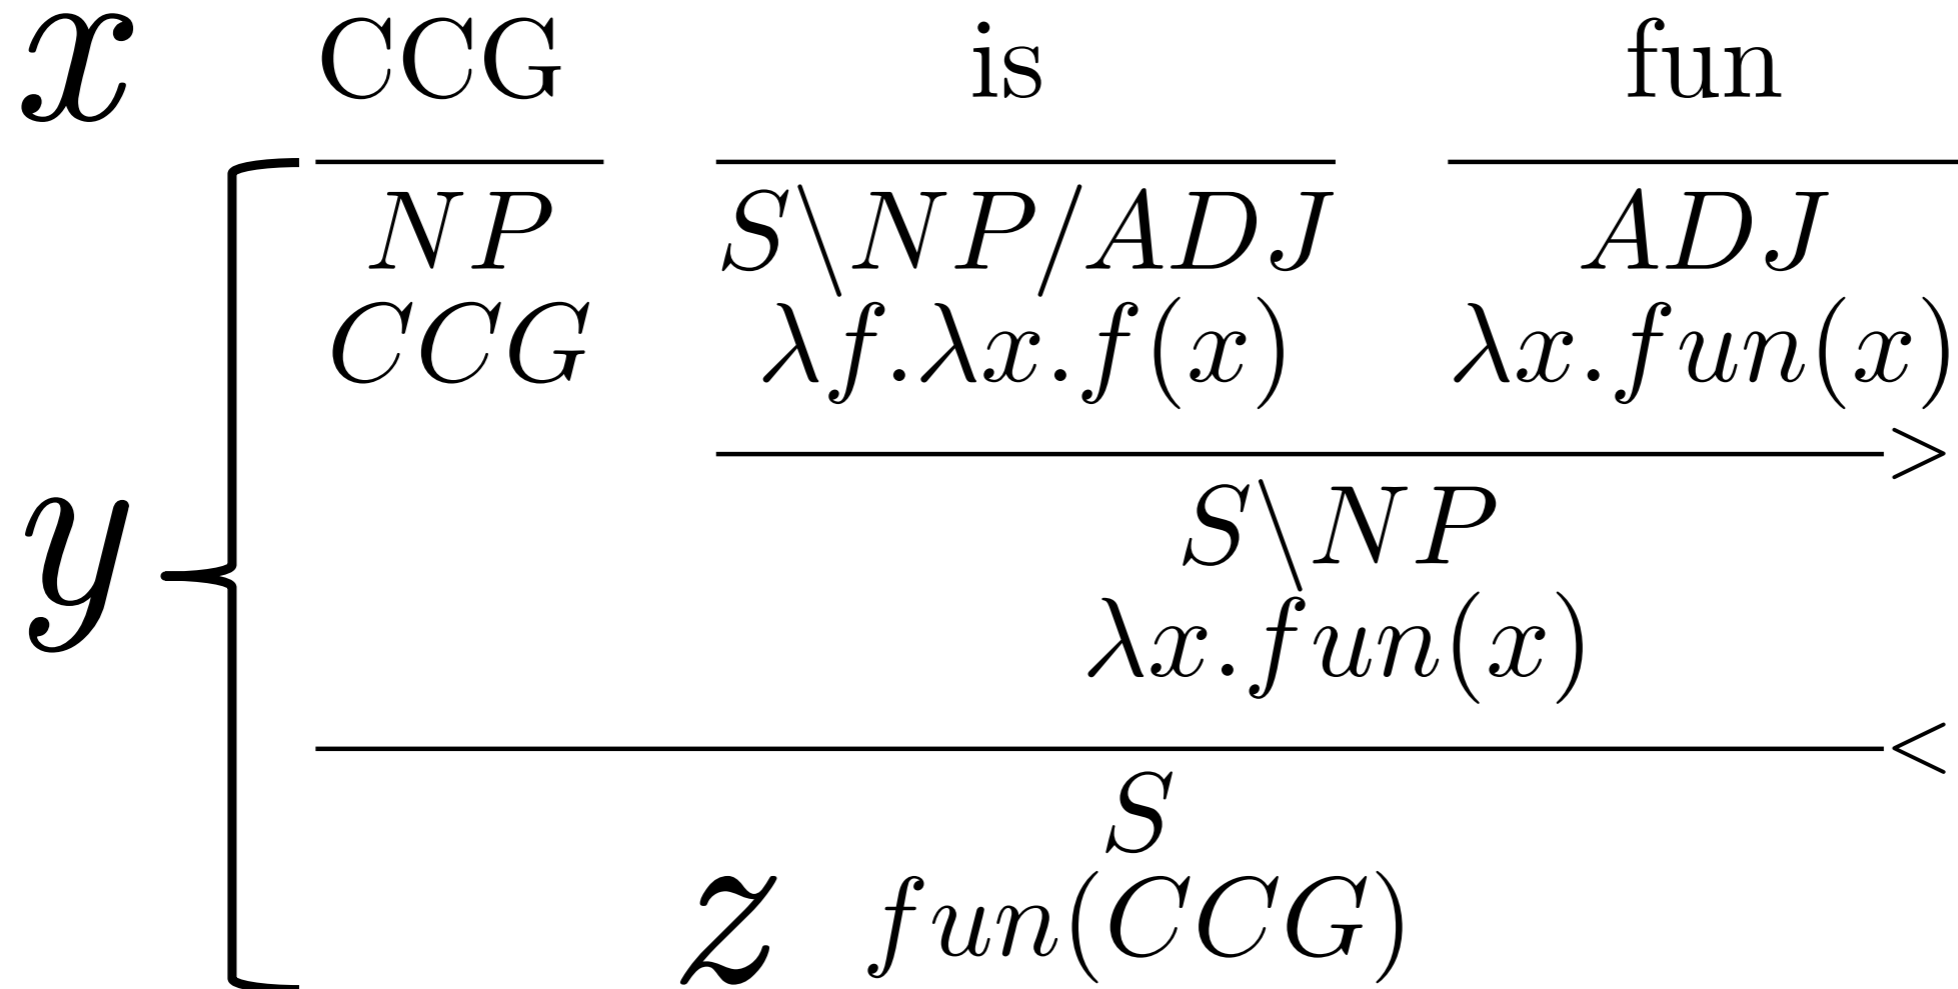 x CCG is fun
NP S\NP/ADJ ADJ
CCG λf.λx.f(x) λx.fun(x)
>
y
S\NP
λx.fun(x)
<
S
z fun(CCG)